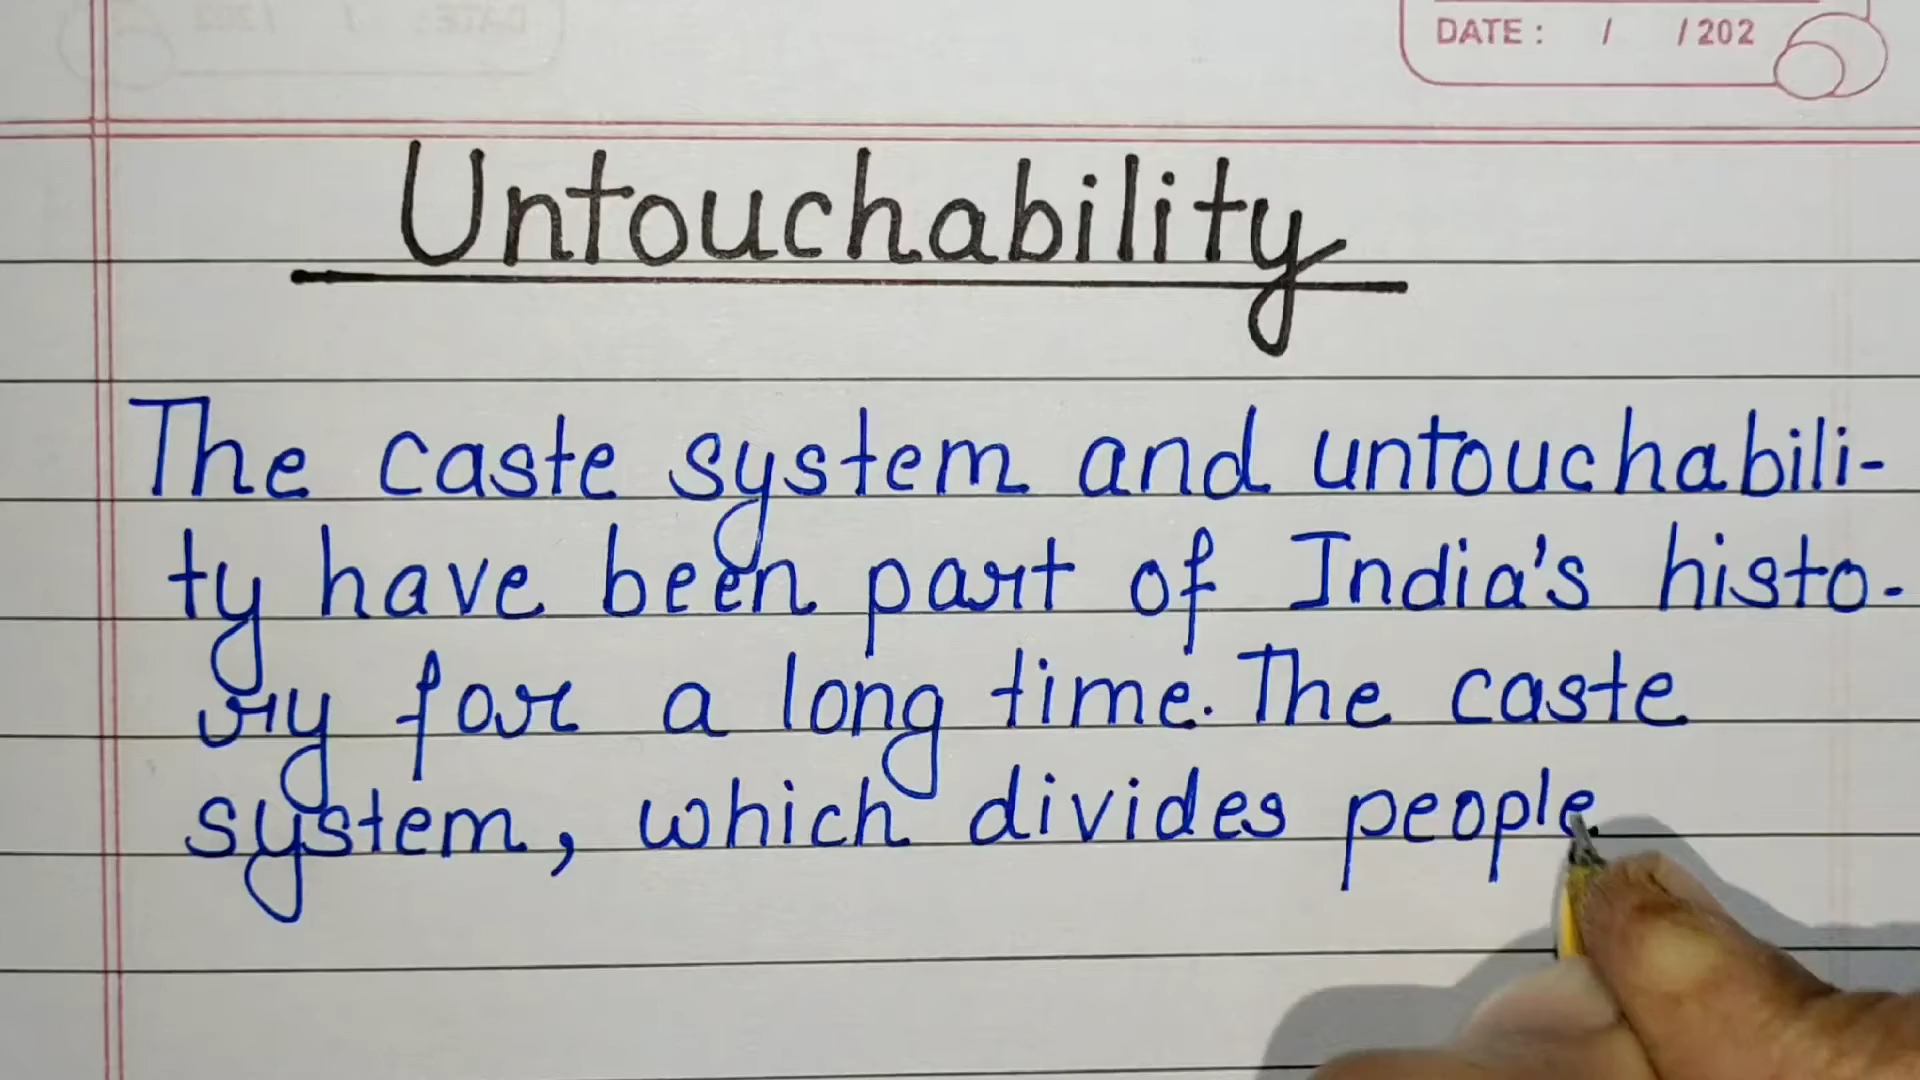 DATE : / / 202
Untouchability
The caste system and untouchabili-
ty have been part of India's histo-
ry for a long time. The caste
system, which divides people